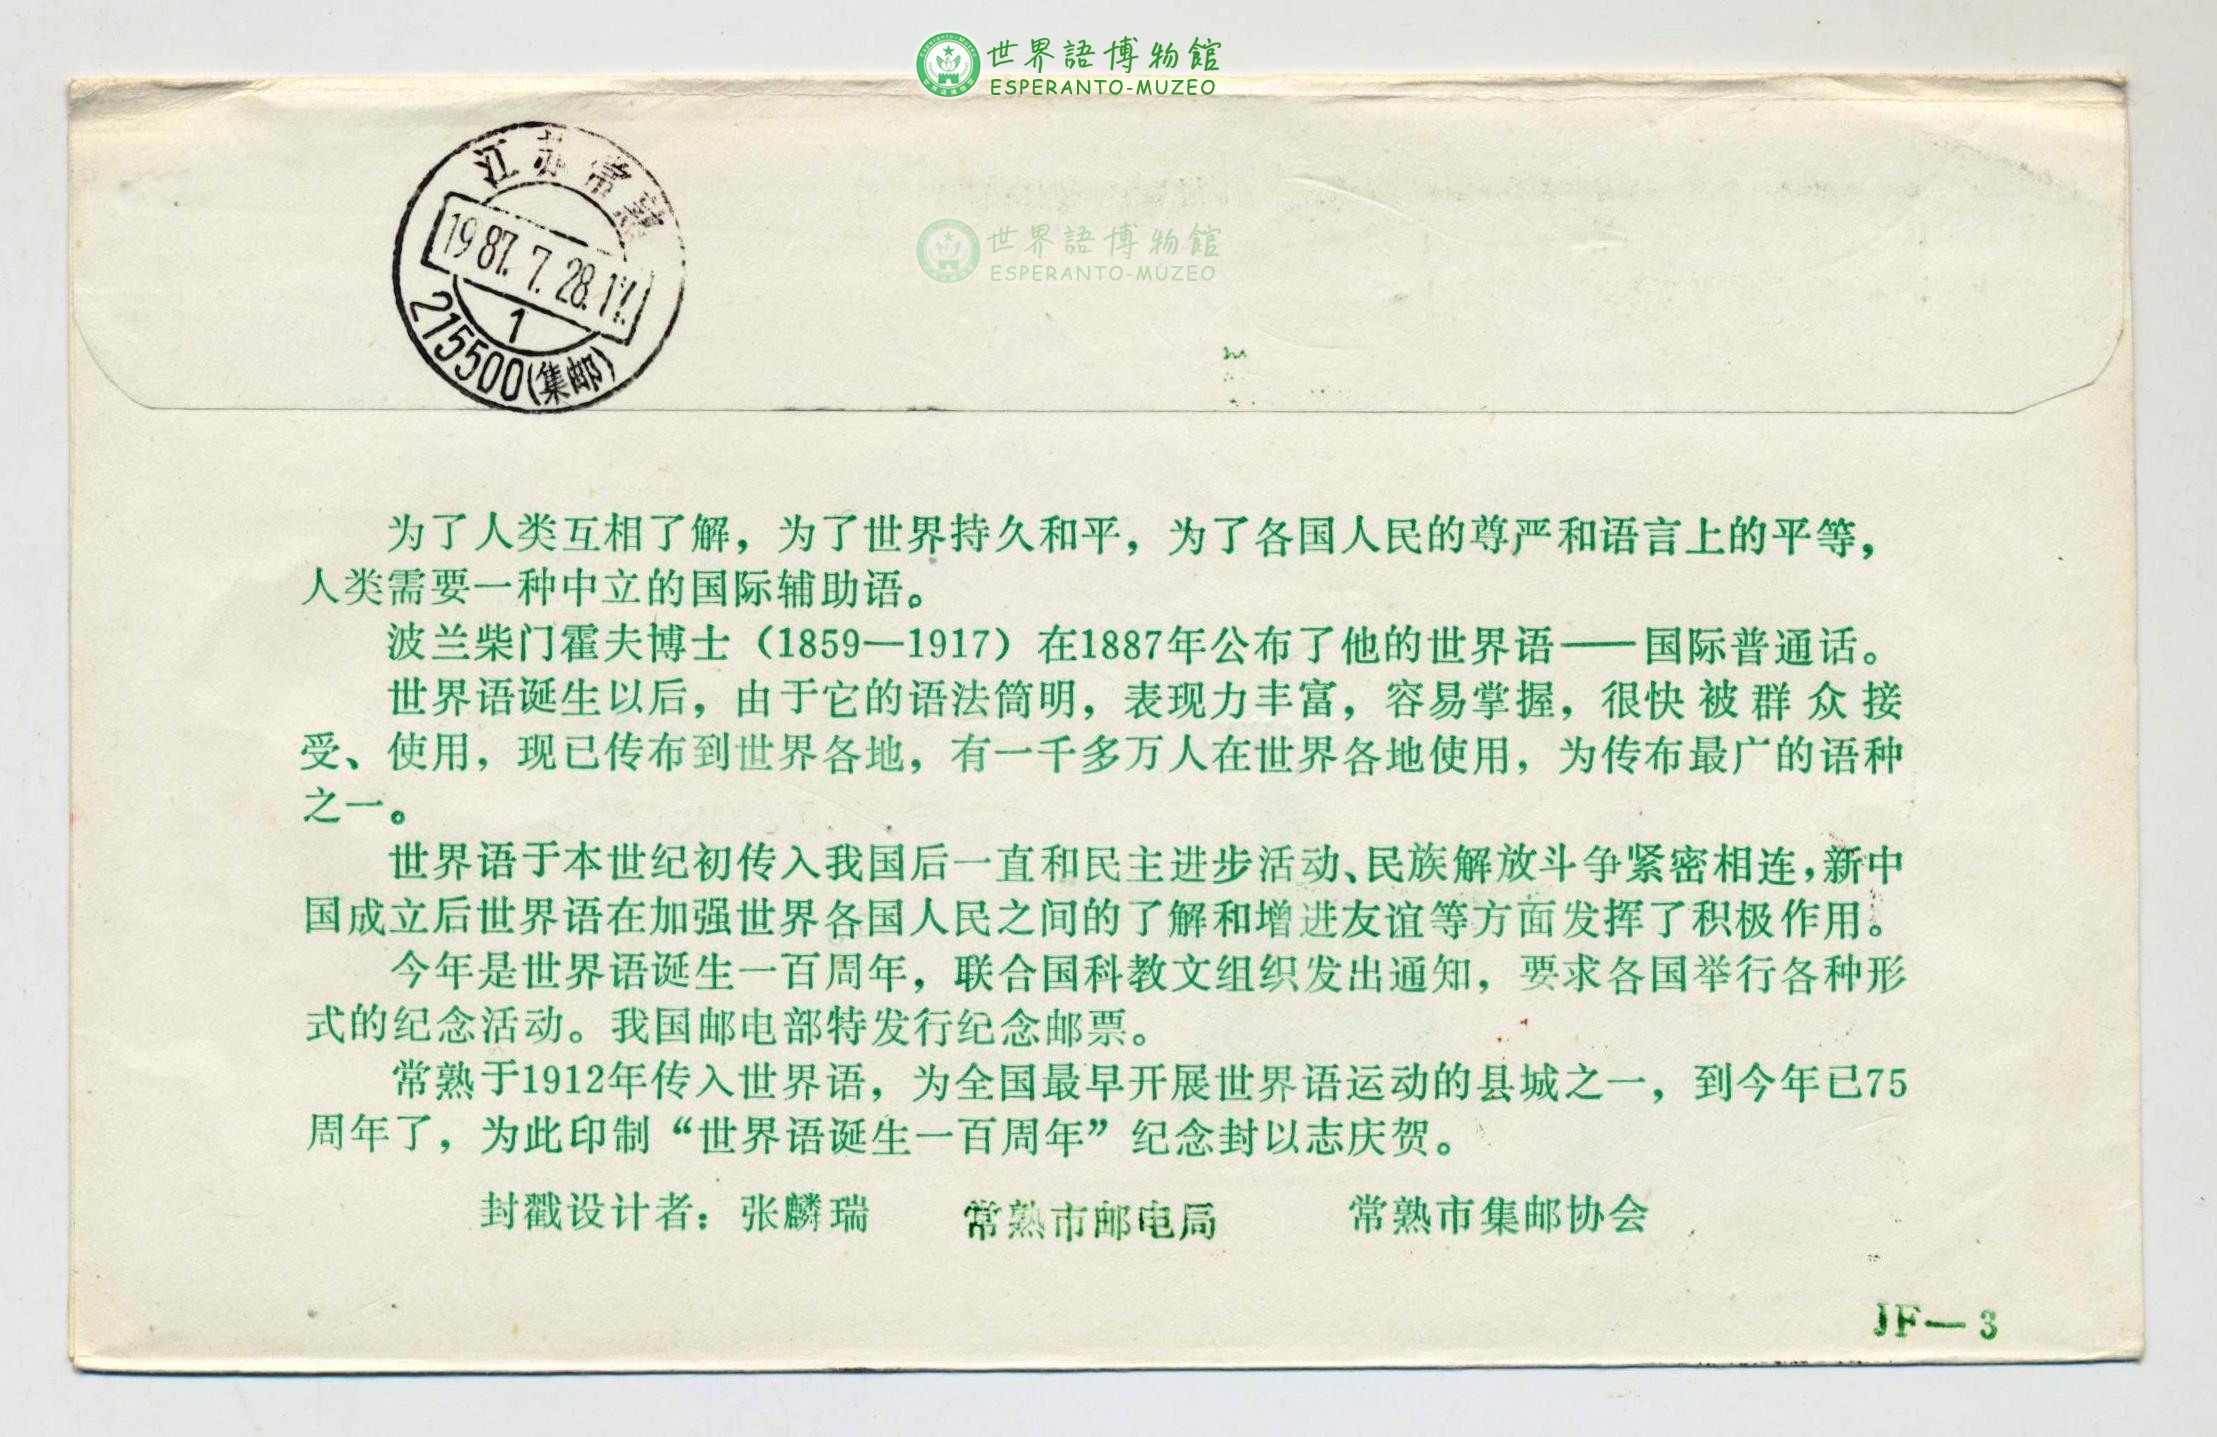 世界語博物館
ESPERANTO-MUZEO
江苏常熟
1987.7.28.17
1
215500(集邮)
世界語博物館
ESPERANTO-MUZEO
为了人类互相了解，为了世界持久和平，为了各国人民的尊严和语言上的平等，
人类需要一种中立的国际辅助语。
波兰柴门霍夫博士（1859—1917）在1887年公布了他的世界语——国际普通话。
世界语诞生以后，由于它的语法简明，表现力丰富，容易掌握，很快被群众接
受、使用，现已传布到世界各地，有一千多万人在世界各地使用，为传布最广的语种
之一。
世界语于本世纪初传入我国后一直和民主进步活动、民族解放斗争紧密相连，新中
国成立后世界语在加强世界各国人民之间的了解和增进友谊等方面发挥了积极作用。
今年是世界语诞生一百周年，联合国科教文组织发出通知，要求各国举行各种形
式的纪念活动。我国邮电部特发行纪念邮票。
常熟于1912年传入世界语，为全国最早开展世界语运动的县城之一，到今年已75
周年了，为此印制“世界语诞生一百周年”纪念封以志庆贺。
封戳设计者：张麟瑞 常熟市邮电局 常熟市集邮协会
JF—3